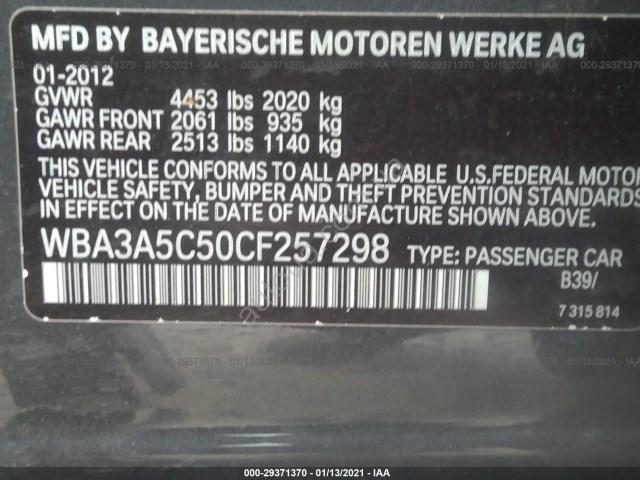 MFD BY BAYERISCHE MOTOREN WERKE AG
01-2012
GVWR 4453 lbs 2020 kg
GAWR FRONT 2061 lbs 935 kg
GAWR REAR 2513 lbs 1140 kg
THIS VEHICLE CONFORMS TO ALL APPLICABLE U.S.FEDERAL MOTOR
VEHICLE SAFETY, BUMPER AND THEFT PREVENTION STANDARDS
IN EFFECT ON THE DATE OF MANUFACTURE SHOWN ABOVE.
WBA3A5C50CF257298 TYPE: PASSENGER CAR
B39/
7 315 814
000-29371370 - 01/13/2021 - IAA